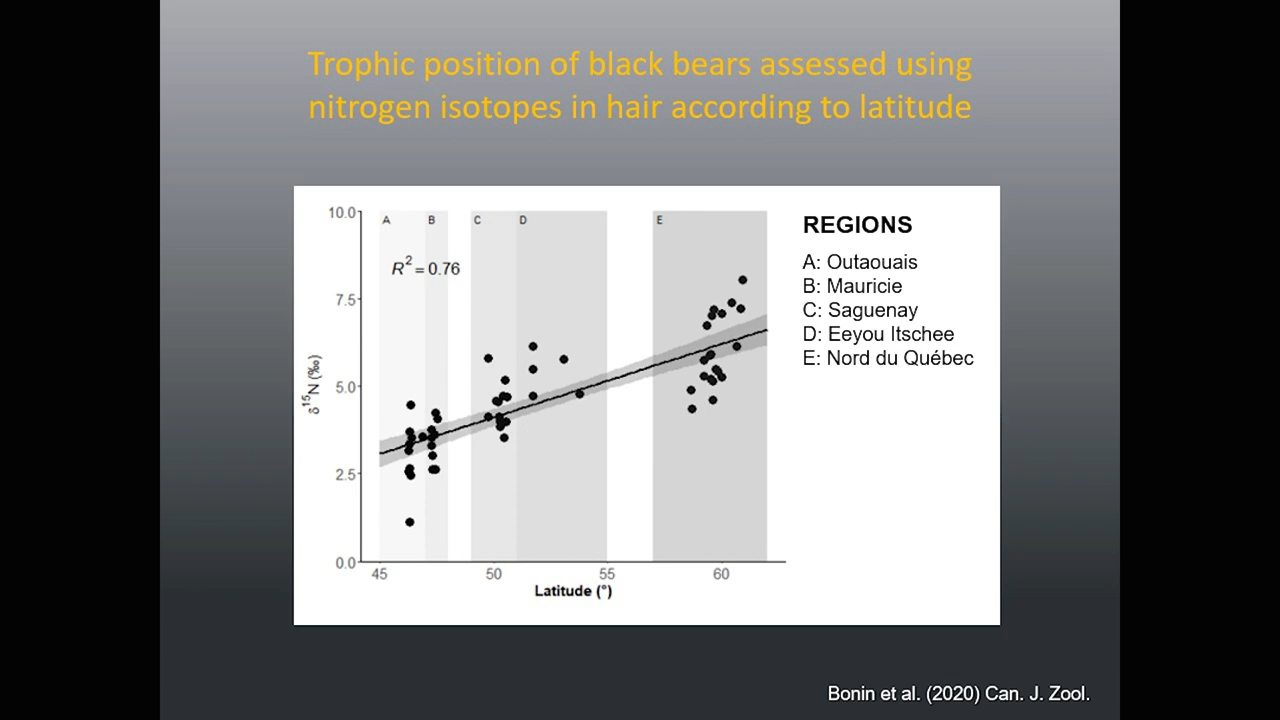 Trophic position of black bears assessed using
nitrogen isotopes in hair according to latitude
A B C D E
R² = 0.76
10.0
7.5
5.0
2.5
0.0
δ¹⁵N (‰)
45 50 55 60
Latitude (°)
REGIONS
A: Outaouais
B: Mauricie
C: Saguenay
D: Eeyou Itschee
E: Nord du Québec
Bonin et al. (2020) Can. J. Zool.